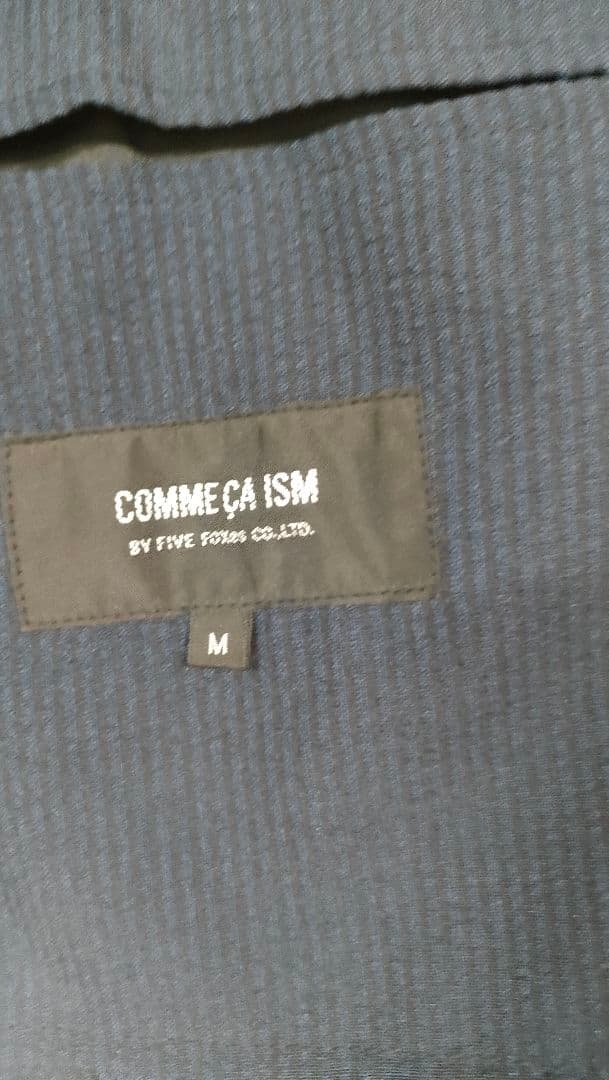 COMME ÇA ISM
BY FIVE FOXes CO.,LTD.
M